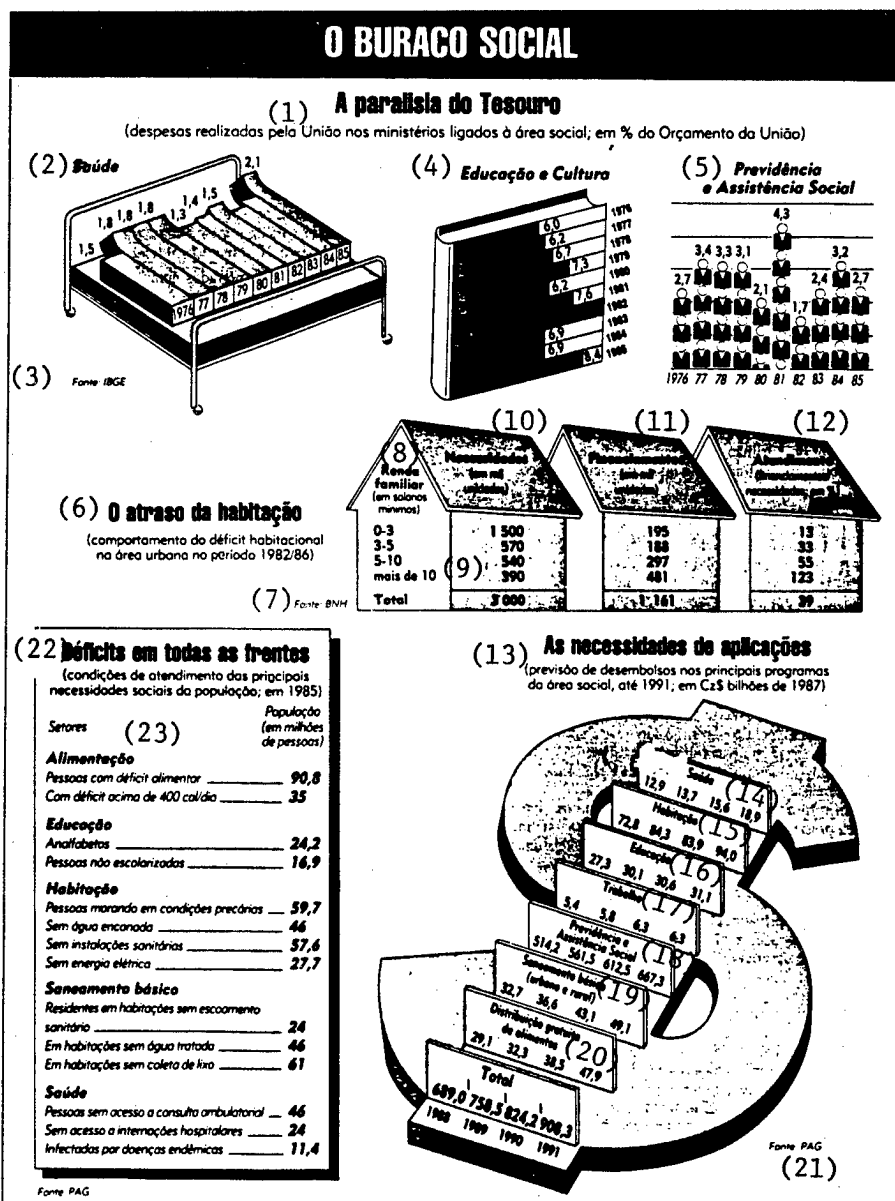 O BURACO SOCIAL
(1) A paralisia do Tesouro
(despesas realizadas pela União nos ministérios ligados à área social; em % do Orçamento da União)
(2) Saúde
1,5 1,8 1,8 1,8 1,3 1,4 1,5 2,1
1976 77 78 79 80 81 82 83 84 85
(3) Fonte: IBGE
(4) Educação e Cultura
6,0 1976
6,2 1977
6,7 1978
7,3 1979
6,2 1980
7,6 1981
1982
6,9 1983
6,9 1984
8,4
(5) Previdência
e Assistência Social
2,7 3,4 3,3 3,1 2,1 4,3 1,7 2,4 3,2 2,7
1976 77 78 79 80 81 82 83 84 85
(6) O atraso da habitação
(comportamento do déficit habitacional
na área urbana no período 1982/86)
(7) Fonte: BNH
(8) (10) (11) (12)
Renda
familiar
(em salários
mínimos)
Necessidades
(em mil
unidades)
(em mil
unidades)
Atendimento
necessidades, em %)
0-3 1 500 195 13
3-5 570 188 33
5-10 540 297 55
mais de 10 390 481 123
(9)
Total 3 000 1 161 39
(22) Déficits em todas as frentes
(condições de atendimento das principais
necessidades sociais da população; em 1985)
Setores (23) População
(em milhões
de pessoas)
Alimentação
Pessoas com déficit alimentar 90,8
Com déficit acima de 400 cal/dia 35
Educação
Analfabetos 24,2
Pessoas não escolarizadas 16,9
Habitação
Pessoas morando em condições precárias 59,7
Sem água encanada 46
Sem instalações sanitárias 57,6
Sem energia elétrica 27,7
Saneamento básico
Residentes em habitações sem escoamento
sanitário 24
Em habitações sem água tratada 46
Em habitações sem coleta de lixo 61
Saúde
Pessoas sem acesso a consulta ambulatorial 46
Sem acesso a internações hospitalares 24
Infectadas por doenças endêmicas 11,4
Fonte PAG
(13) As necessidades de aplicações
(previsão de desembolsos nos principais programas
da área social, até 1991; em Cz$ bilhões de 1987)
Saúde (14)
12,9 13,7 15,6 18,9
Habitação (15)
72,8 84,3 83,9 94,0
Educação (16)
27,3 30,1 30,6 31,1
Trabalho (17)
5,4 5,8 6,3 6,3
Previdência e
Assistência Social (18)
514,2 561,5 612,5 667,3
Saneamento básico
(urbano e rural) (19)
32,7 36,6 43,1 49,1
Distribuição gratuita
de alimentos (20)
29,1 32,3 38,5 47,9
Total
689,0 758,5 824,2 908,3
1988 1989 1990 1991
Fonte PAG
(21)